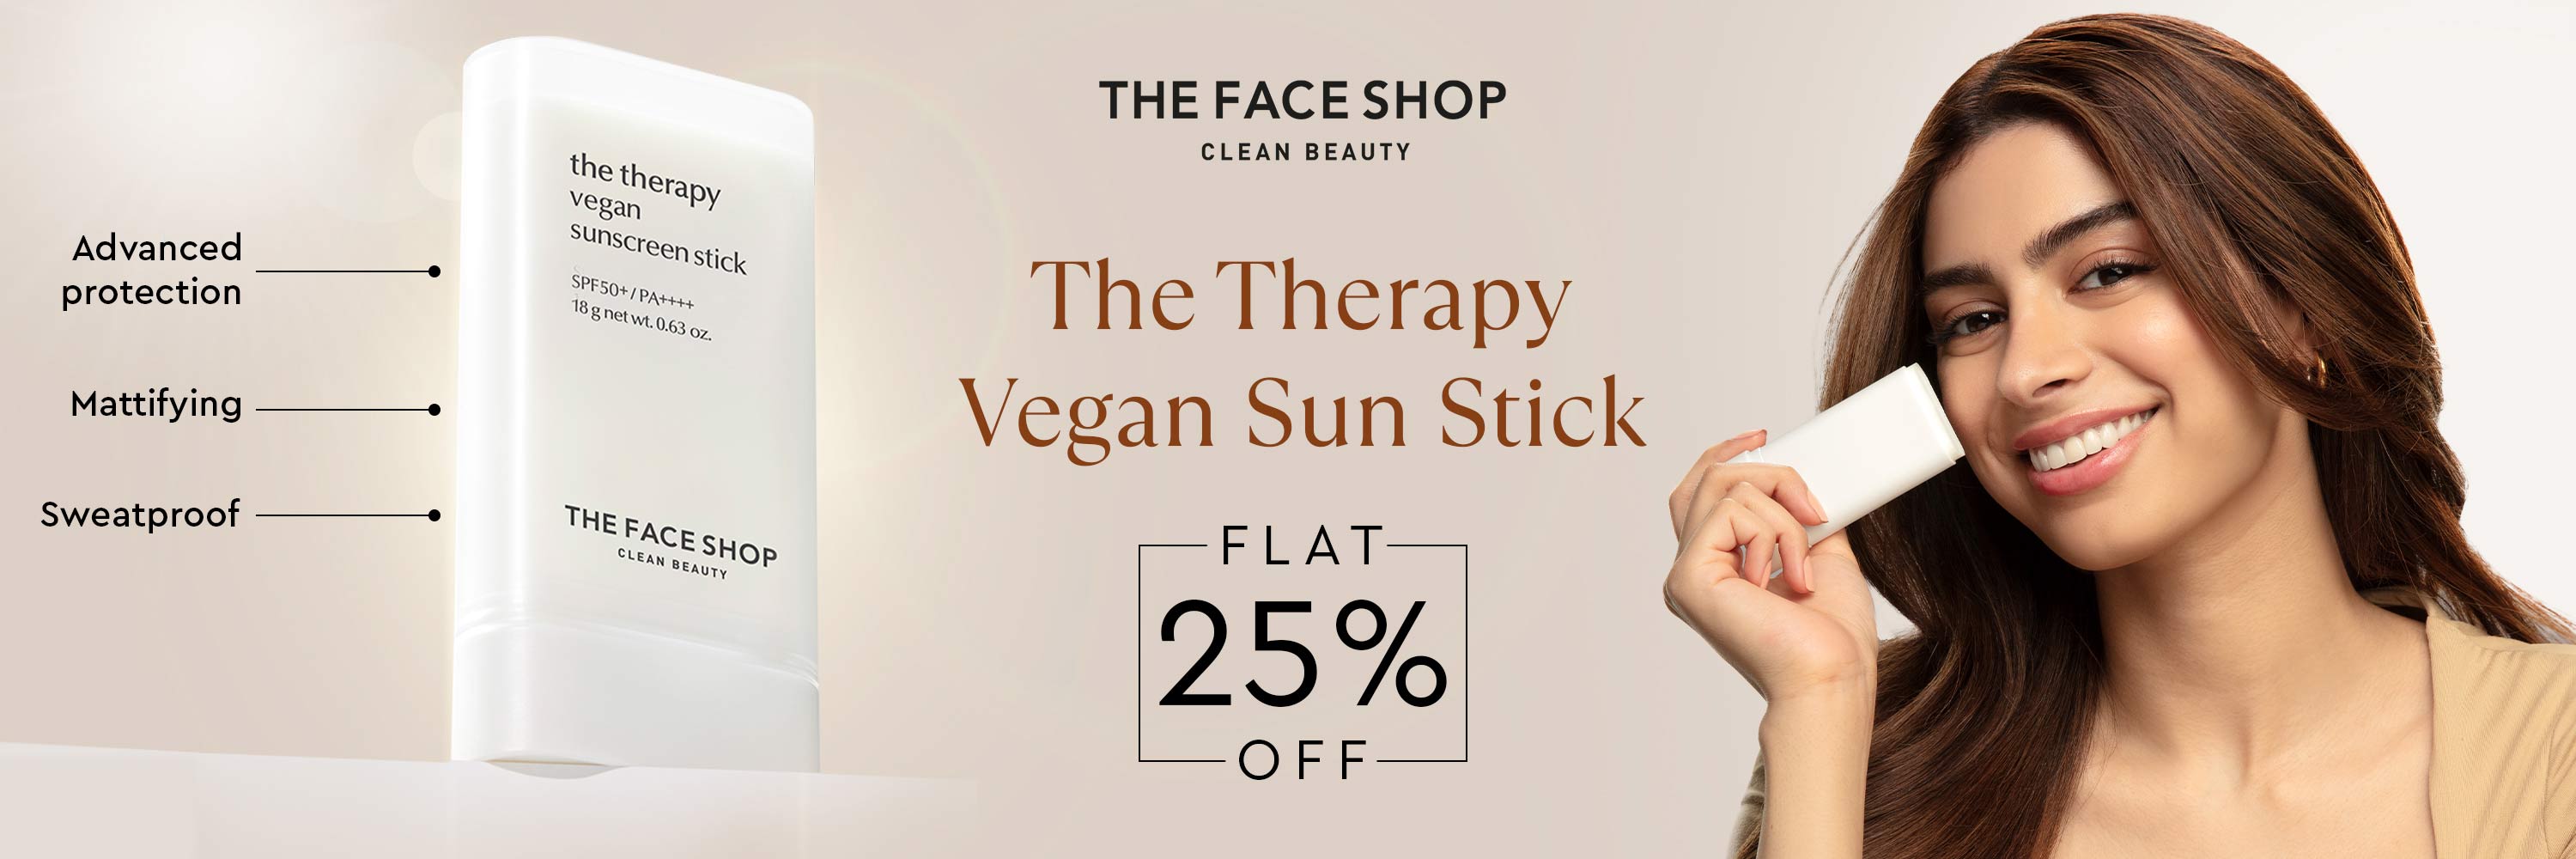 Advanced
protection
Mattifying
Sweatproof
the therapy
vegan
sunscreen stick
SPF50+/PA++++
18 g net wt. 0.63 oz.
THE FACE SHOP
CLEAN BEAUTY
THE FACE SHOP
CLEAN BEAUTY
The Therapy
Vegan Sun Stick
FLAT
25%
OFF